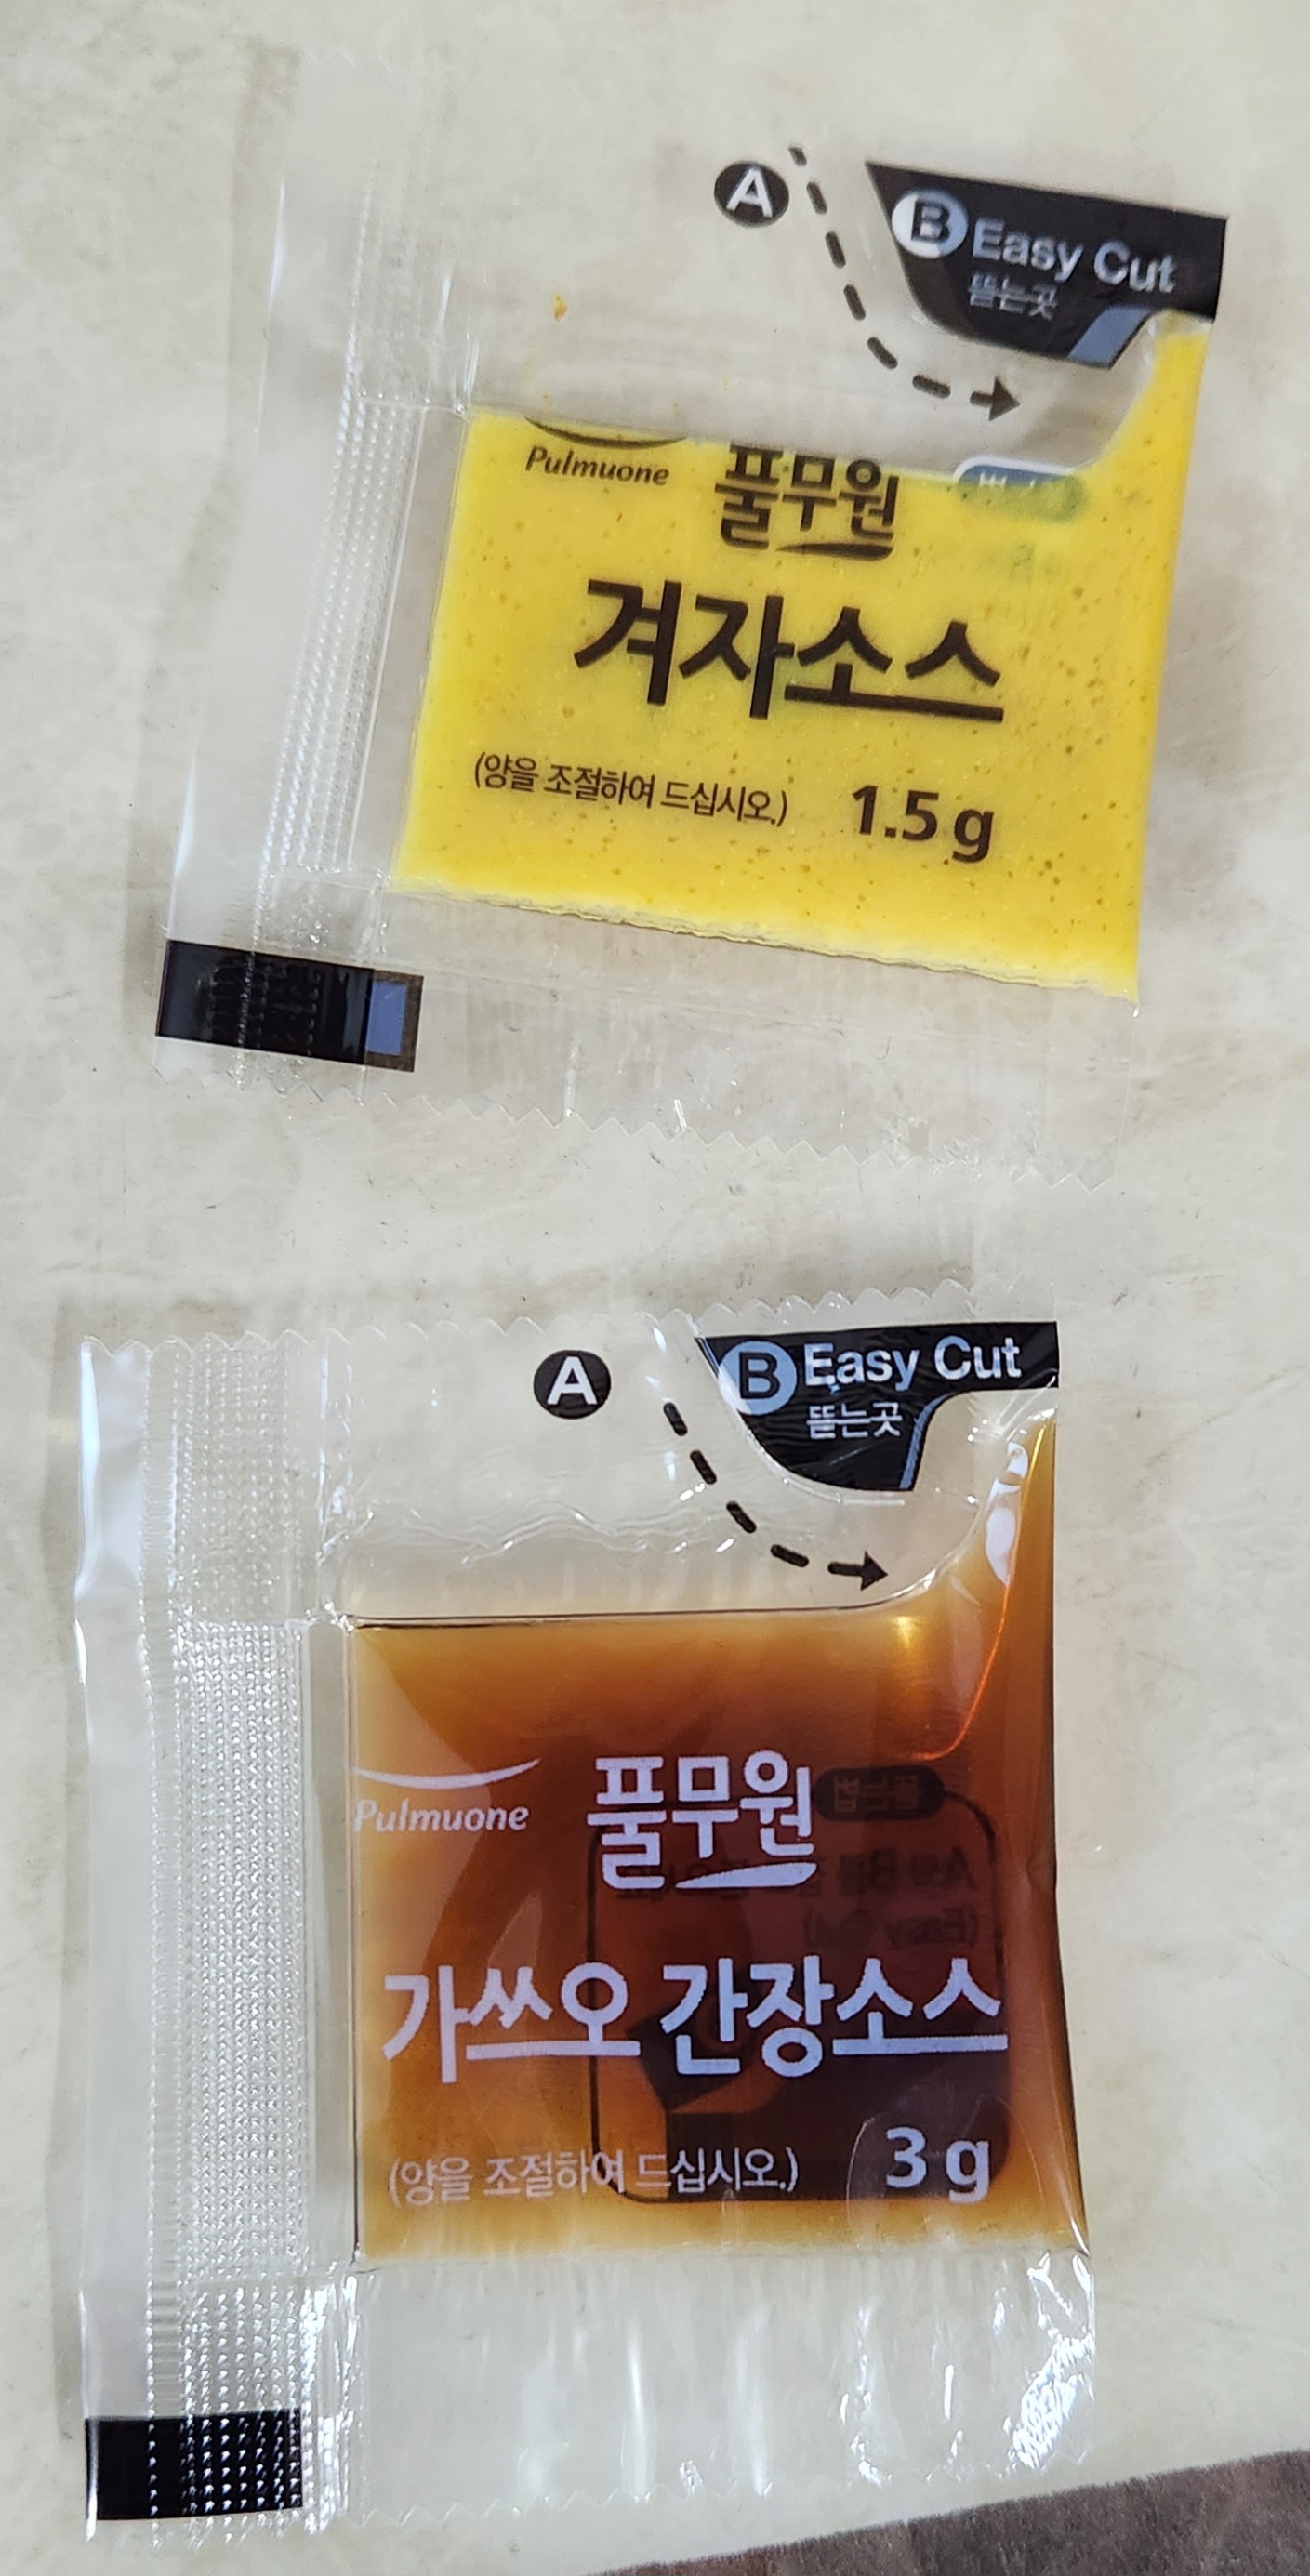 A
B Easy Cut
뜯는곳
Pulmuone
풀무원
겨자소스
(양을 조절하여 드십시오.) 1.5 g
A
B Easy Cut
뜯는곳
Pulmuone
풀무원
가쓰오 간장소스
(양을 조절하여 드십시오.) 3 g